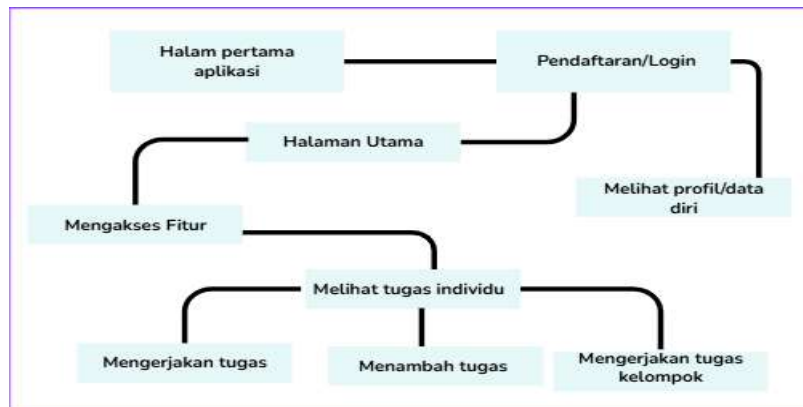 Halam pertama
aplikasi
Pendaftaran/Login
Halaman Utama
Melihat profil/data
diri
Mengakses Fitur
Melihat tugas individu
Mengerjakan tugas
Menambah tugas
Mengerjakan tugas
kelompok